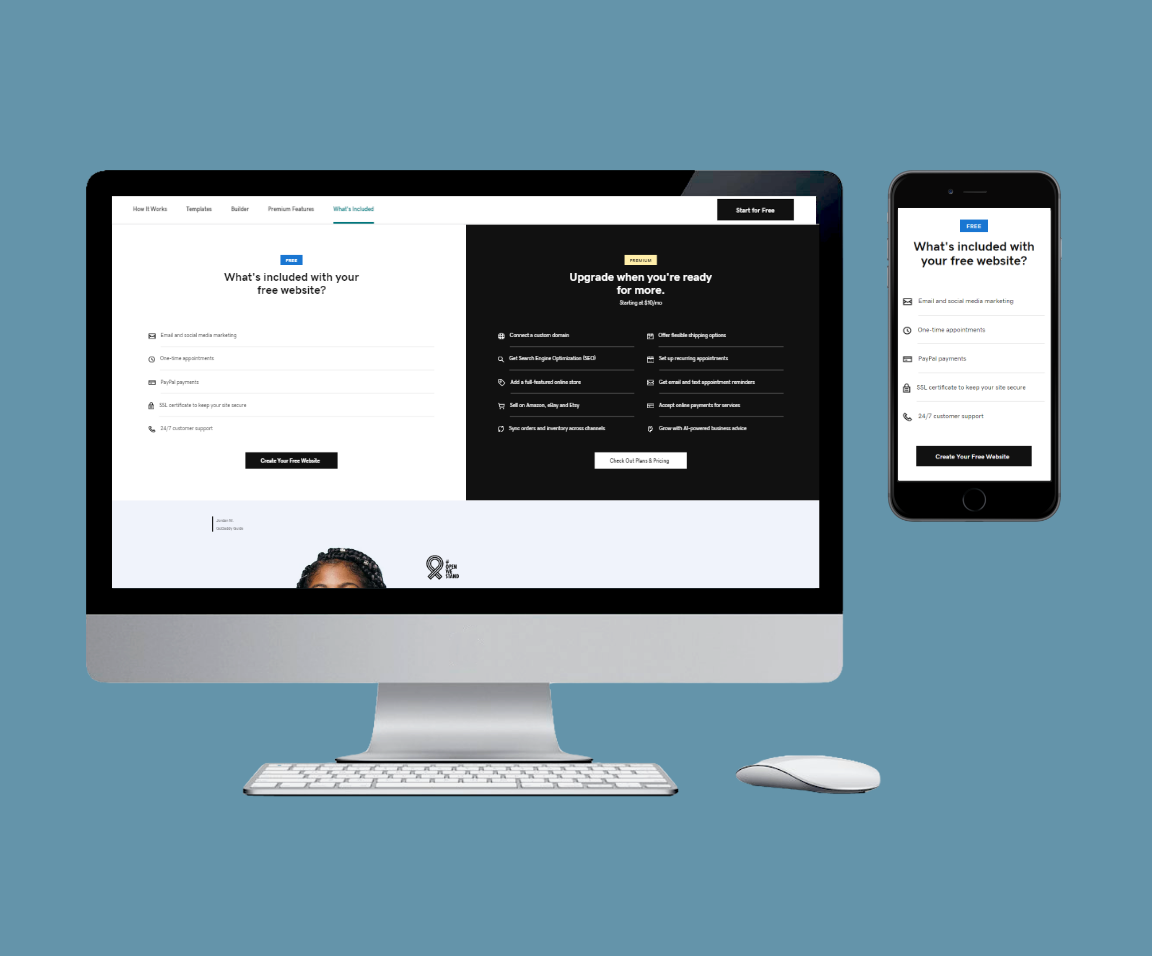 How It Works
Templates
Builder
Premium Features
What's Included
Start for Free
FREE
What's included with your
free website?
Email and social media marketing
One-time appointments
PayPal payments
SSL certificate to keep your site secure
24/7 customer support
Create Your Free Website
PREMIUM
Upgrade when you're ready
for more.
Starting at $10/mo
Connect a custom domain
Get Search Engine Optimization (SEO)
Add a full-featured online store
Sell on Amazon, eBay and Etsy
Sync orders and inventory across channels
Offer flexible shipping options
Set up recurring appointments
Get email and text appointment reminders
Accept online payments for services
Grow with AI-powered business advice
Check Out Plans & Pricing
GoDaddy Guide
#
OPEN
WE
STAND
FREE
What's included with
your free website?
Email and social media marketing
One-time appointments
PayPal payments
SSL certificate to keep your site secure
24/7 customer support
Create Your Free Website